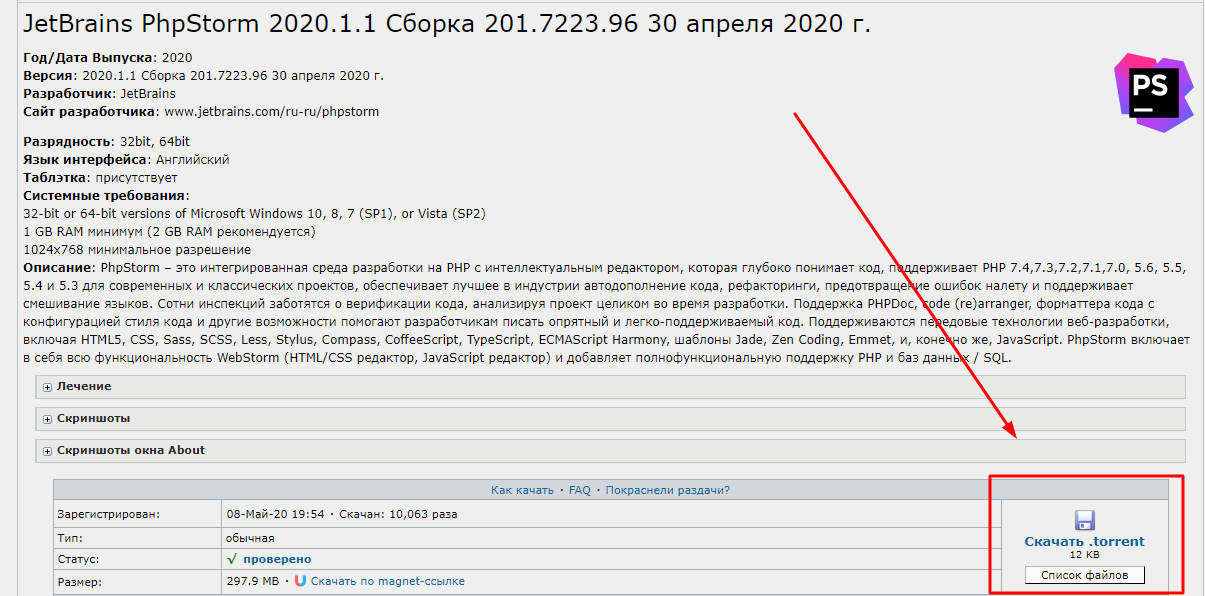 JetBrains PhpStorm 2020.1.1 Сборка 201.7223.96 30 апреля 2020 г.
Год/Дата Выпуска: 2020
Версия: 2020.1.1 Сборка 201.7223.96 30 апреля 2020 г.
Разработчик: JetBrains
Сайт разработчика: www.jetbrains.com/ru-ru/phpstorm
PS
Разрядность: 32bit, 64bit
Язык интерфейса: Английский
Таблэтка: присутствует
Системные требования:
32-bit or 64-bit versions of Microsoft Windows 10, 8, 7 (SP1), or Vista (SP2)
1 GB RAM минимум (2 GB RAM рекомендуется)
1024x768 минимальное разрешение
Описание: PhpStorm – это интегрированная среда разработки на PHP с интеллектуальным редактором, которая глубоко понимает код, поддерживает PHP 7.4,7.3,7.2,7.1,7.0, 5.6, 5.5,
5.4 и 5.3 для современных и классических проектов, обеспечивает лучшее в индустрии автодополнение кода, рефакторинги, предотвращение ошибок налету и поддерживает
смешивание языков. Сотни инспекций заботятся о верификации кода, анализируя проект целиком во время разработки. Поддержка PHPDoc, code (re)arranger, форматтера кода с
конфигурацией стиля кода и другие возможности помогают разработчикам писать опрятный и легко-поддерживаемый код. Поддерживаются передовые технологии веб-разработки,
включая HTML5, CSS, Sass, SCSS, Less, Stylus, Compass, CoffeeScript, TypeScript, ECMAScript Harmony, шаблоны Jade, Zen Coding, Emmet, и, конечно же, JavaScript. PhpStorm включает
в себя всю функциональность WebStorm (HTML/CSS редактор, JavaScript редактор) и добавляет полнофункциональную поддержку PHP и баз данных / SQL.
Лечение
Скриншоты
Скриншоты окна About
Как качать · FAQ · Покраснели раздачи?
Зарегистрирован: 08-Май-20 19:54 · Скачан: 10,063 раза
Тип: обычная
Статус: √ проверено
Размер: 297.9 MB · Скачать по magnet-ссылке
Скачать .torrent
12 KB
Список файлов